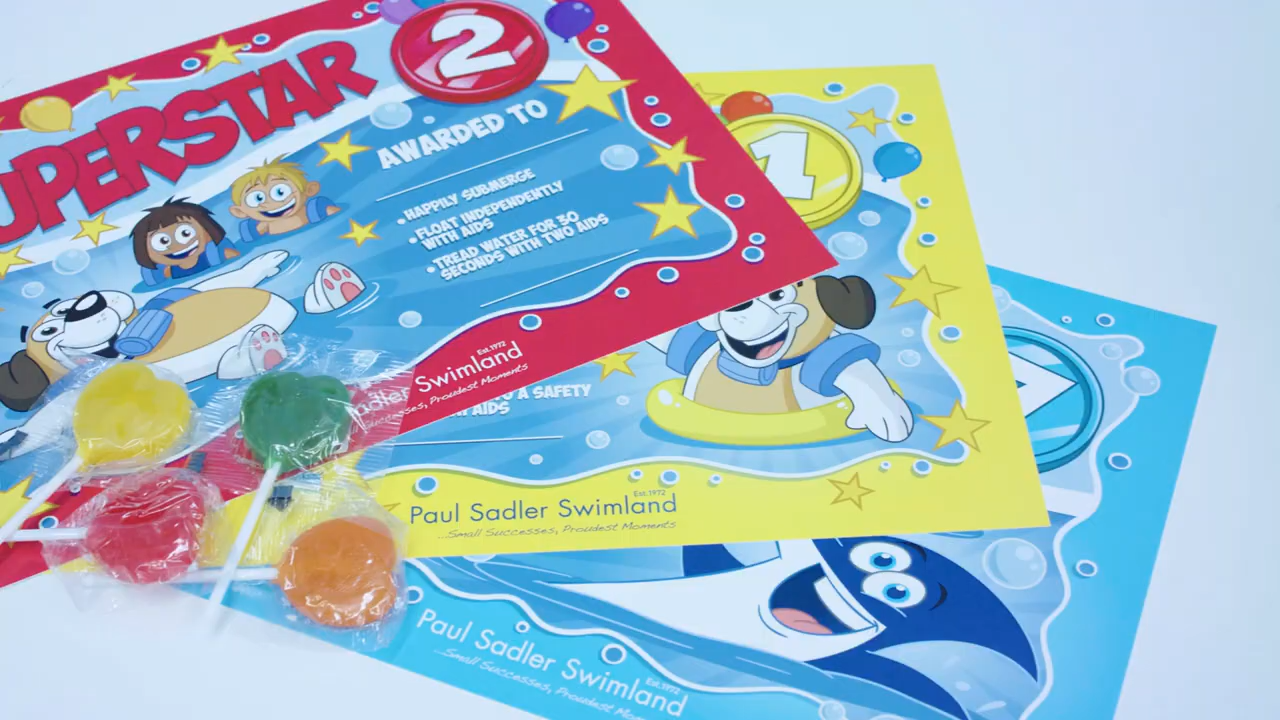 UPERSTAR
2
AWARDED TO
• HAPPILY SUBMERGE
• FLOAT INDEPENDENTLY
WITH AIDS
• TREAD WATER FOR 30
SECONDS WITH TWO AIDS
Est.1972
adler Swimland
sses, Proudest Moments
1
TO A SAFETY
AIDS
Est.1972
Paul Sadler Swimland
...Small Successes, Proudest Moments
Est.1972
Paul Sadler Swimland
...Small Successes, Proudest Moments